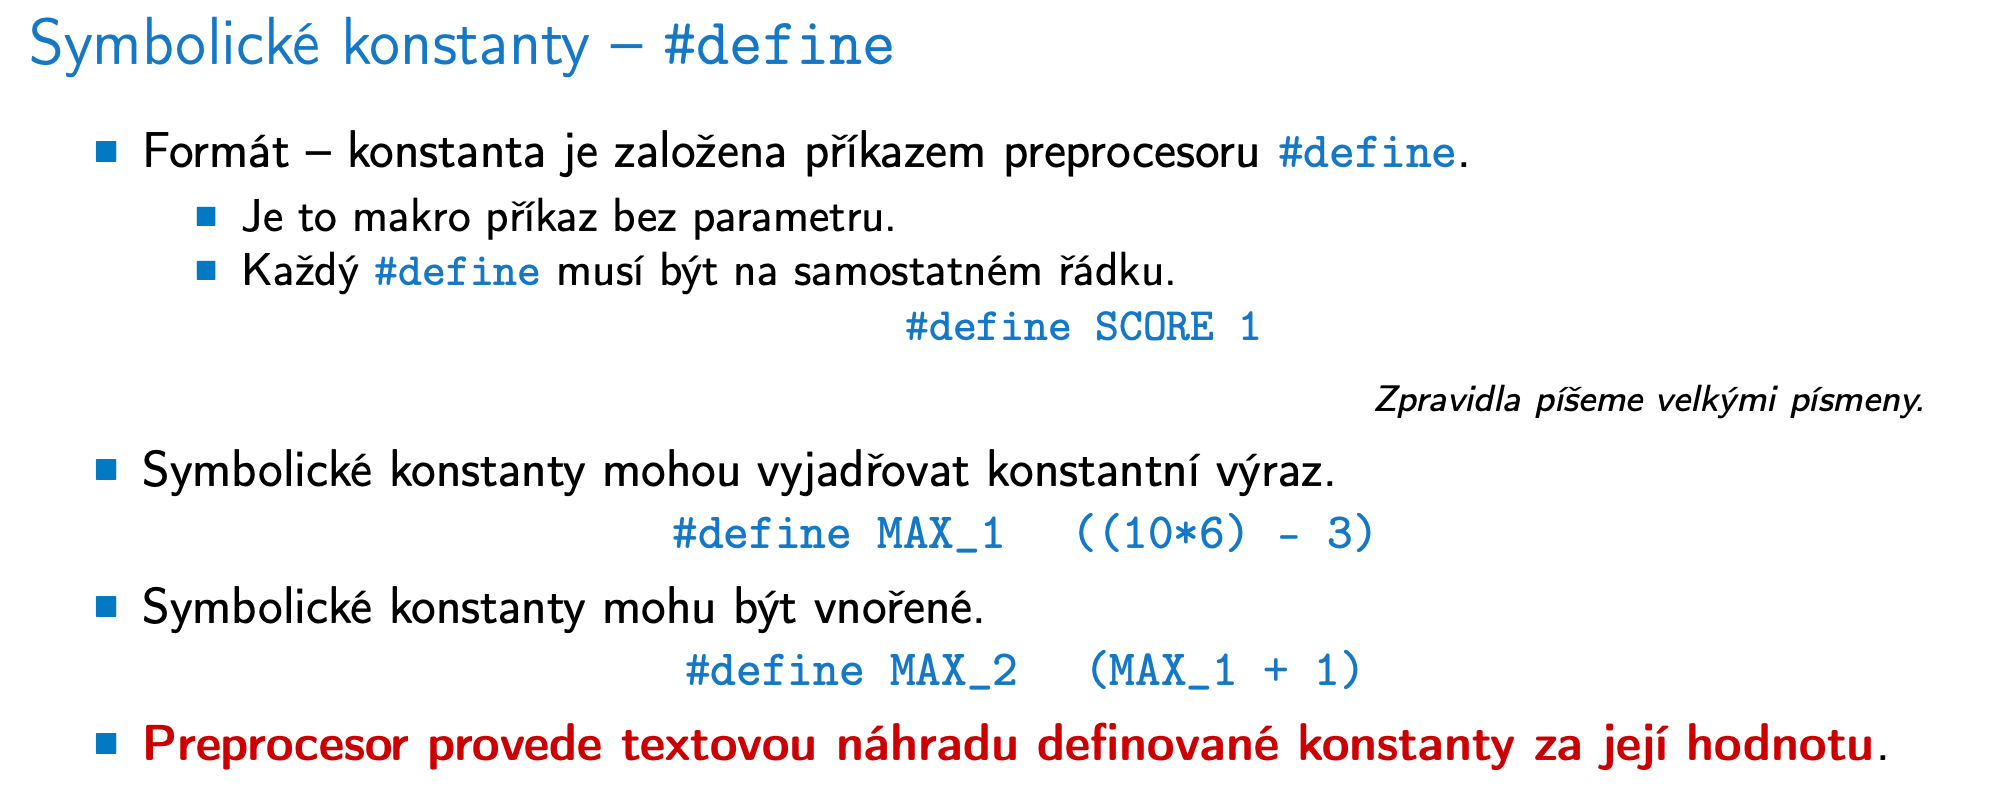 Symbolické konstanty – #define
Formát – konstanta je založena příkazem preprocesoru #define.
Je to makro příkaz bez parametru.
Každý #define musí být na samostatném řádku.
#define SCORE 1
Zpravidla píšeme velkými písmeny.
Symbolické konstanty mohou vyjadřovat konstantní výraz.
#define MAX_1 ((10*6) - 3)
Symbolické konstanty mohu být vnořené.
#define MAX_2 (MAX_1 + 1)
Preprocesor provede textovou náhradu definované konstanty za její hodnotu.